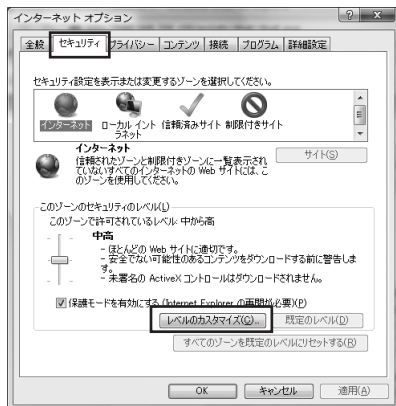 インターネット オプション
全般 セキュリティ プライバシー コンテンツ 接続 プログラム 詳細設定
セキュリティ設定を表示または変更するゾーンを選択してください。
インターネット ローカル イントラネット 信頼済みサイト 制限付きサイト
インターネット
サイト(S)
信頼されたゾーンと制限付きゾーンに一覧表示され
ていないすべてのインターネットの Web サイトには、こ
のゾーンを使用してください。
このゾーンのセキュリティのレベル(L)
このゾーンで許可されているレベル: 中から高
中高
- ほとんどの Web サイトに適切です。
- 安全でない可能性のあるコンテンツをダウンロードする前に警告しま
す。
- 未署名の ActiveX コントロールはダウンロードされません。
保護モードを有効にする (Internet Explorer の再開が必要)(P)
レベルのカスタマイズ(C)... 既定のレベル(D)
すべてのゾーンを既定のレベルにリセットする(R)
OK キャンセル 適用(A)